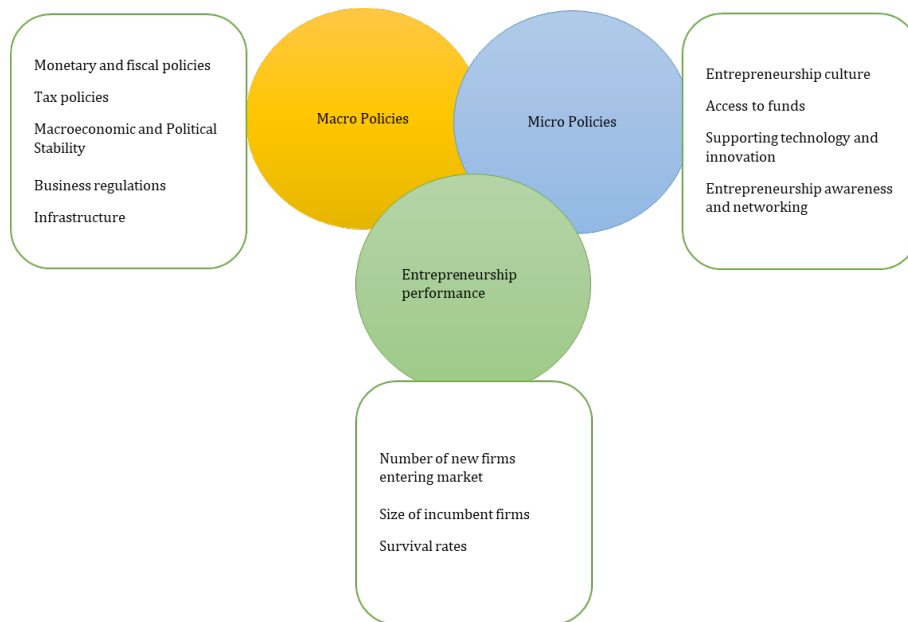 Monetary and fiscal policies
Tax policies
Macroeconomic and Political
Stability
Business regulations
Infrastructure
Macro Policies
Micro Policies
Entrepreneurship culture
Access to funds
Supporting technology and
innovation
Entrepreneurship awareness
and networking
Entrepreneurship
performance
Number of new firms
entering market
Size of incumbent firms
Survival rates